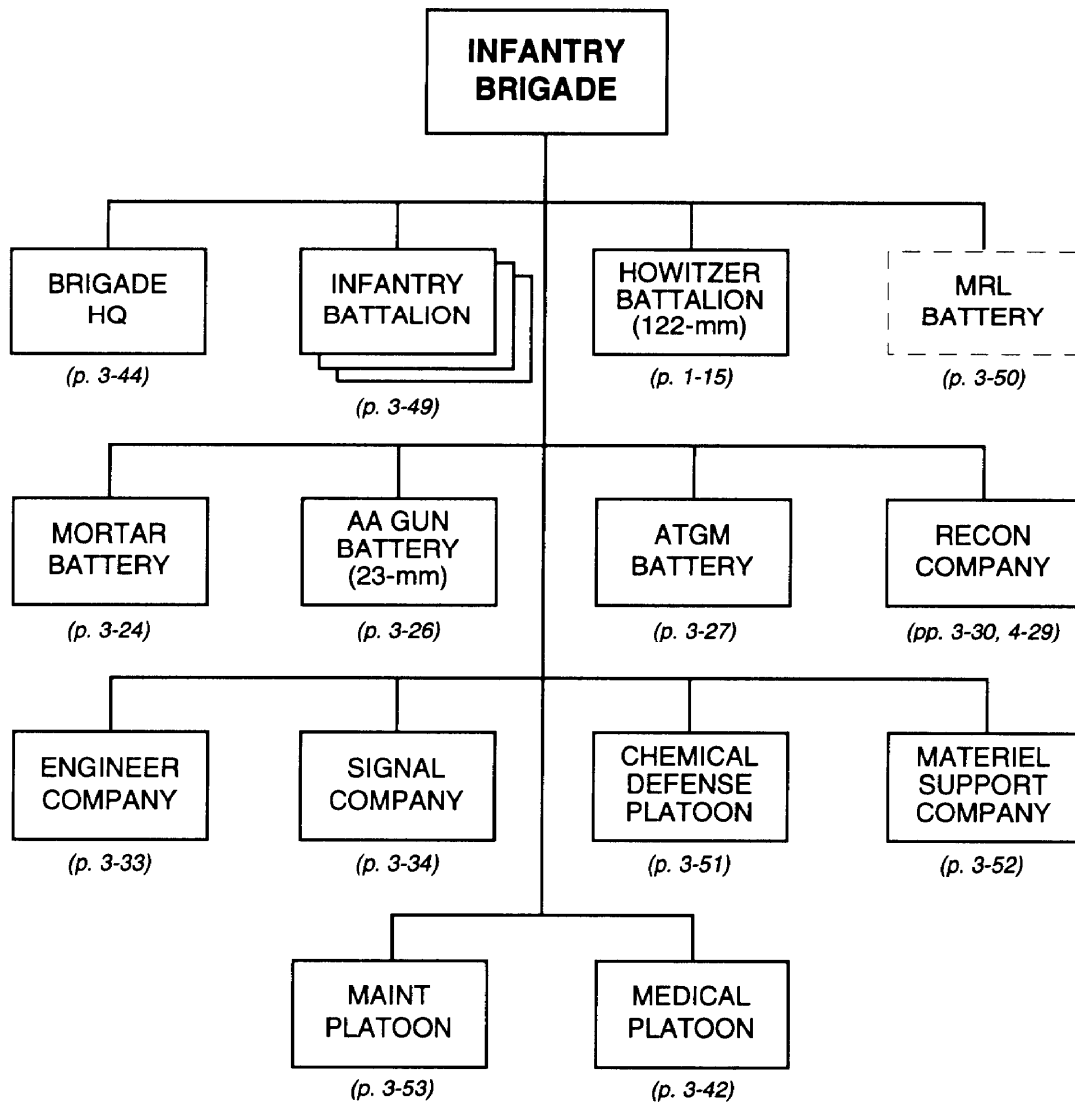 INFANTRY
BRIGADE
BRIGADE
HQ
(p. 3-44)
INFANTRY
BATTALION
(p. 3-49)
HOWITZER
BATTALION
(122-mm)
(p. 1-15)
MRL
BATTERY
(p. 3-50)
MORTAR
BATTERY
(p. 3-24)
AA GUN
BATTERY
(23-mm)
(p. 3-26)
ATGM
BATTERY
(p. 3-27)
RECON
COMPANY
(pp. 3-30, 4-29)
ENGINEER
COMPANY
(p. 3-33)
SIGNAL
COMPANY
(p. 3-34)
CHEMICAL
DEFENSE
PLATOON
(p. 3-51)
MATERIEL
SUPPORT
COMPANY
(p. 3-52)
MAINT
PLATOON
(p. 3-53)
MEDICAL
PLATOON
(p. 3-42)